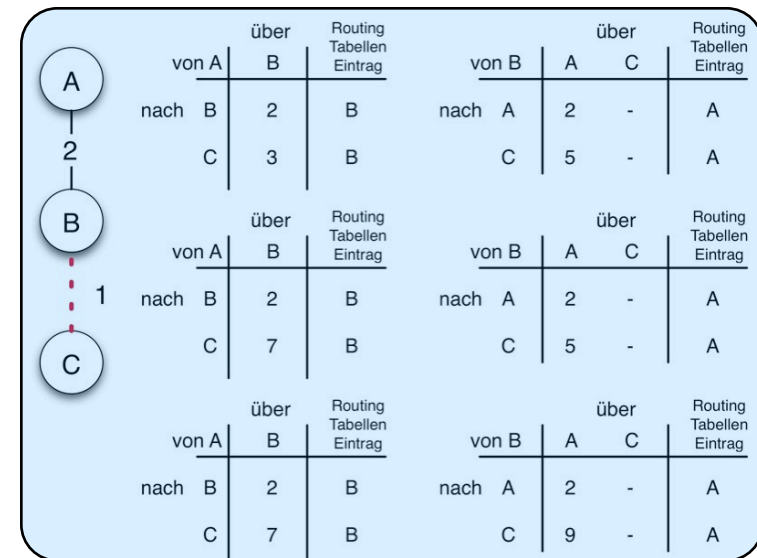 A
2
B
1
C
über Routing
Tabellen
von A B Eintrag
nach B 2 B
C 3 B
über Routing
Tabellen
von B A C Eintrag
nach A 2 - A
C 5 - A
über Routing
Tabellen
von A B Eintrag
nach B 2 B
C 7 B
über Routing
Tabellen
von B A C Eintrag
nach A 2 - A
C 5 - A
über Routing
Tabellen
von A B Eintrag
nach B 2 B
C 7 B
über Routing
Tabellen
von B A C Eintrag
nach A 2 - A
C 9 - A